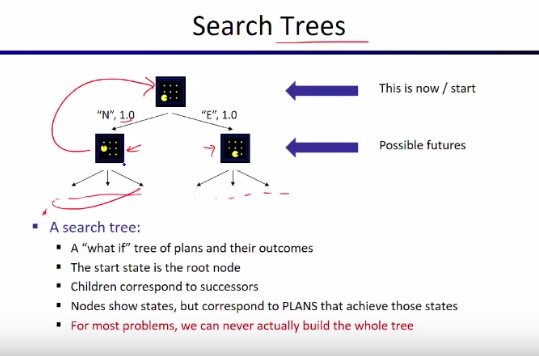 Search Trees
This is now / start
"N", 1.0
"E", 1.0
Possible futures
A search tree:
A "what if" tree of plans and their outcomes
The start state is the root node
Children correspond to successors
Nodes show states, but correspond to PLANS that achieve those states
For most problems, we can never actually build the whole tree